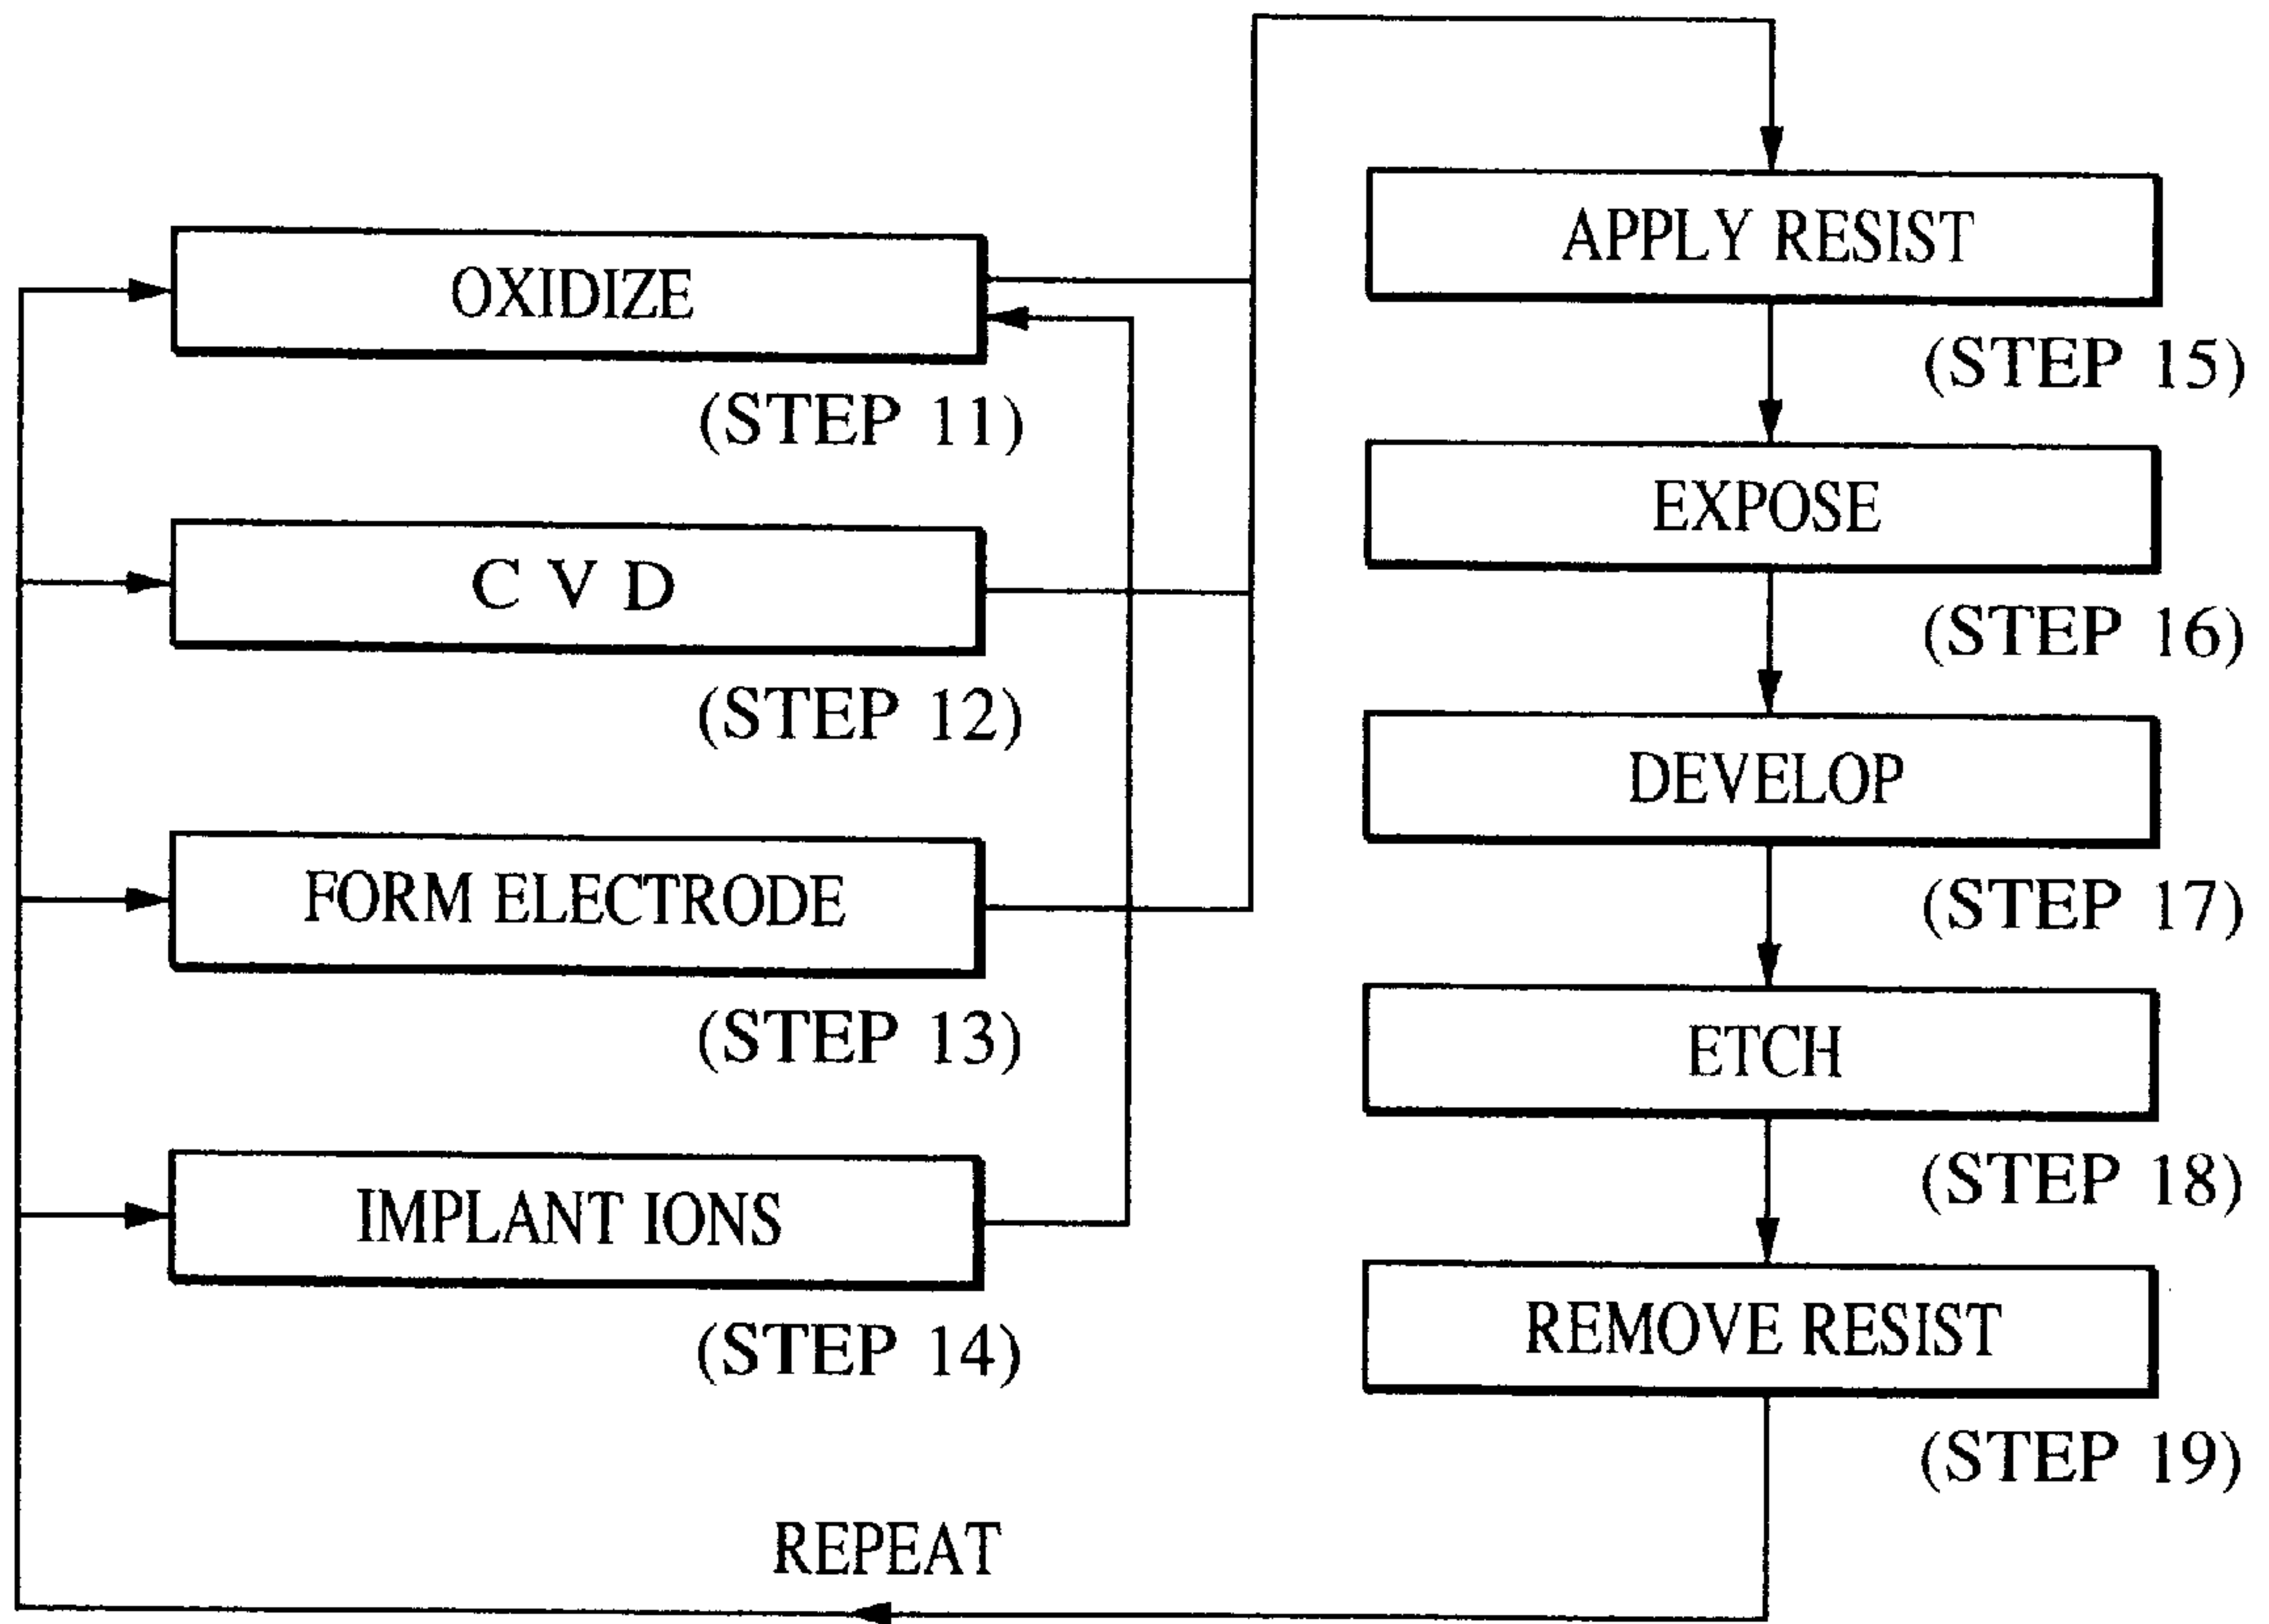 OXIDIZE
(STEP 11)
C V D
(STEP 12)
FORM ELECTRODE
(STEP 13)
IMPLANT IONS
(STEP 14)
APPLY RESIST
(STEP 15)
EXPOSE
(STEP 16)
DEVELOP
(STEP 17)
ETCH
(STEP 18)
REMOVE RESIST
(STEP 19)
REPEAT